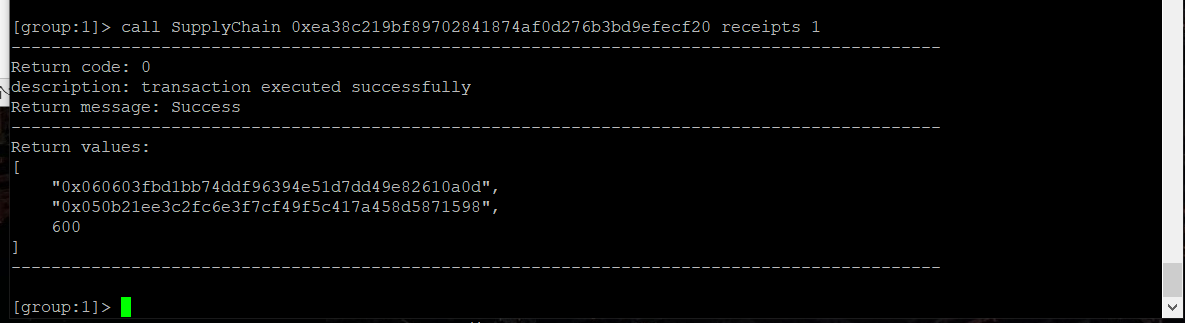 [group:1]> call SupplyChain 0xea38c219bf89702841874af0d276b3bd9efecf20 receipts 1
---------------------------------------------------------------------------------------------
Return code: 0
description: transaction executed successfully
Return message: Success
---------------------------------------------------------------------------------------------
Return values:
[
    "0x060603fbd1bb74ddf96394e51d7dd49e82610a0d",
    "0x050b21ee3c2fc6e3f7cf49f5c417a458d5871598",
    600
]
---------------------------------------------------------------------------------------------
[group:1]>